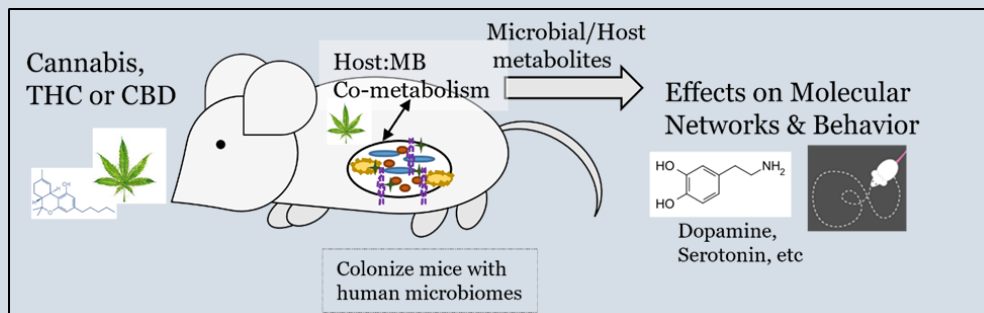 Cannabis,
THC or CBD
Host:MB
Co-metabolism
Microbial/Host
metabolites
Effects on Molecular
Networks & Behavior
HO
HO
NH2
Dopamine,
Serotonin, etc
Colonize mice with
human microbiomes